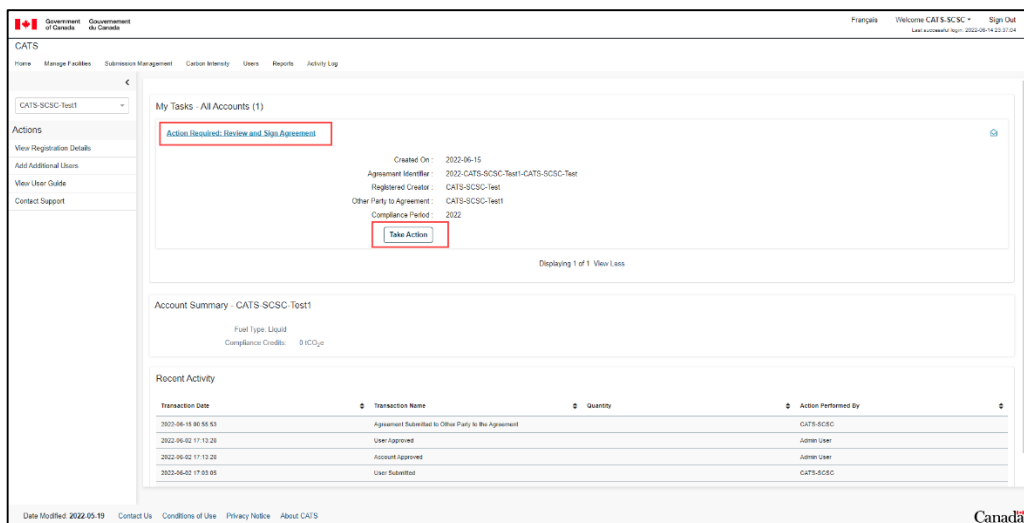 Government of Canada Gouvernement du Canada
Français Welcome CATS-SCSC Sign Out
Last successful login: 2022-06-14 23:37:04
CATS
Home Manage Facilities Submission Management Carbon Intensity Users Reports Activity Log
CATS-SCSC-Test1
Actions
View Registration Details
Add Additional Users
View User Guide
Contact Support
My Tasks - All Accounts (1)
Action Required: Review and Sign Agreement
Created On : 2022-06-15
Agreement Identifier : 2022-CATS-SCSC-Test1-CATS-SCSC-Test
Registered Creator : CATS-SCSC-Test
Other Party to Agreement : CATS-SCSC-Test1
Compliance Period : 2022
Take Action
Displaying 1 of 1 View Less
Account Summary - CATS-SCSC-Test1
Fuel Type: Liquid
Compliance Credits: 0 tCO₂e
Recent Activity
Transaction Date Transaction Name Quantity Action Performed By
2022-06-15 00:56:53 Agreement Submitted to Other Party to the Agreement CATS-SCSC
2022-06-02 17:13:28 User Approved Admin User
2022-06-02 17:13:28 Account Approved Admin User
2022-06-02 17:03:05 User Submitted CATS-SCSC
Date Modified: 2022-05-19 Contact Us Conditions of Use Privacy Notice About CATS
Canada